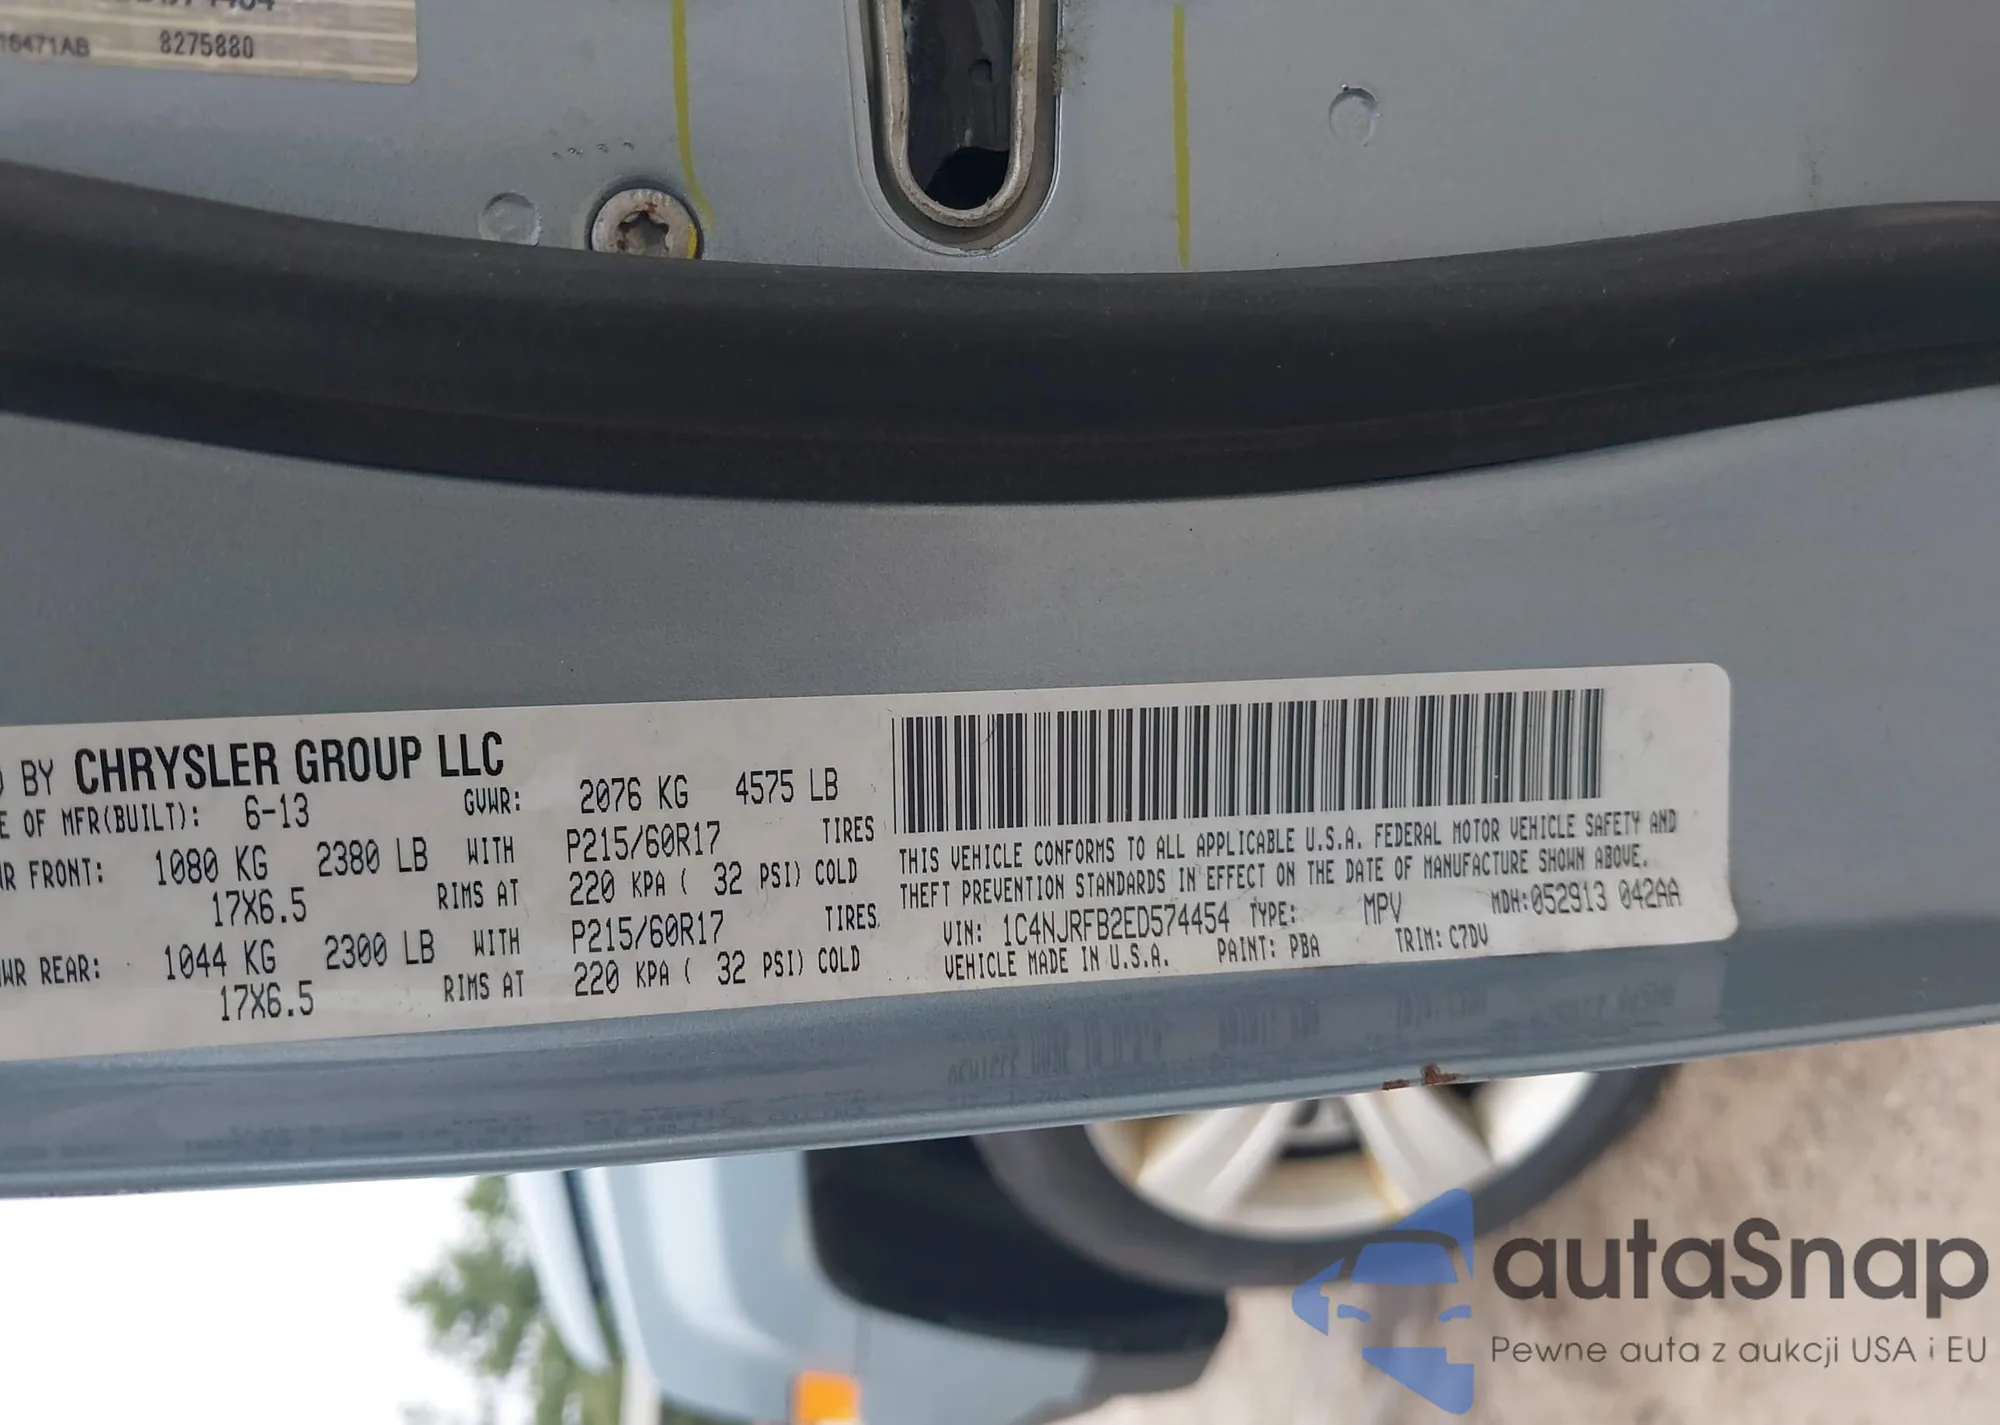 16471AB 8275880
BY CHRYSLER GROUP LLC
OF MFR(BUILT): 6-13 GVWR: 2076 KG 4575 LB
FRONT: 1080 KG 2380 LB WITH P215/60R17 TIRES
17X6.5 RIMS AT 220 KPA ( 32 PSI) COLD
REAR: 1044 KG 2300 LB WITH P215/60R17 TIRES
17X6.5 RIMS AT 220 KPA ( 32 PSI) COLD
THIS VEHICLE CONFORMS TO ALL APPLICABLE U.S.A. FEDERAL MOTOR VEHICLE SAFETY AND
THEFT PREVENTION STANDARDS IN EFFECT ON THE DATE OF MANUFACTURE SHOWN ABOVE.
VIN: 1C4NJRFB2ED574454 TYPE: MPV MDH:052913 042AA
VEHICLE MADE IN U.S.A. PAINT: PBA TRIM: C7DV
autaSnap
Pewne auta z aukcji USA i EU